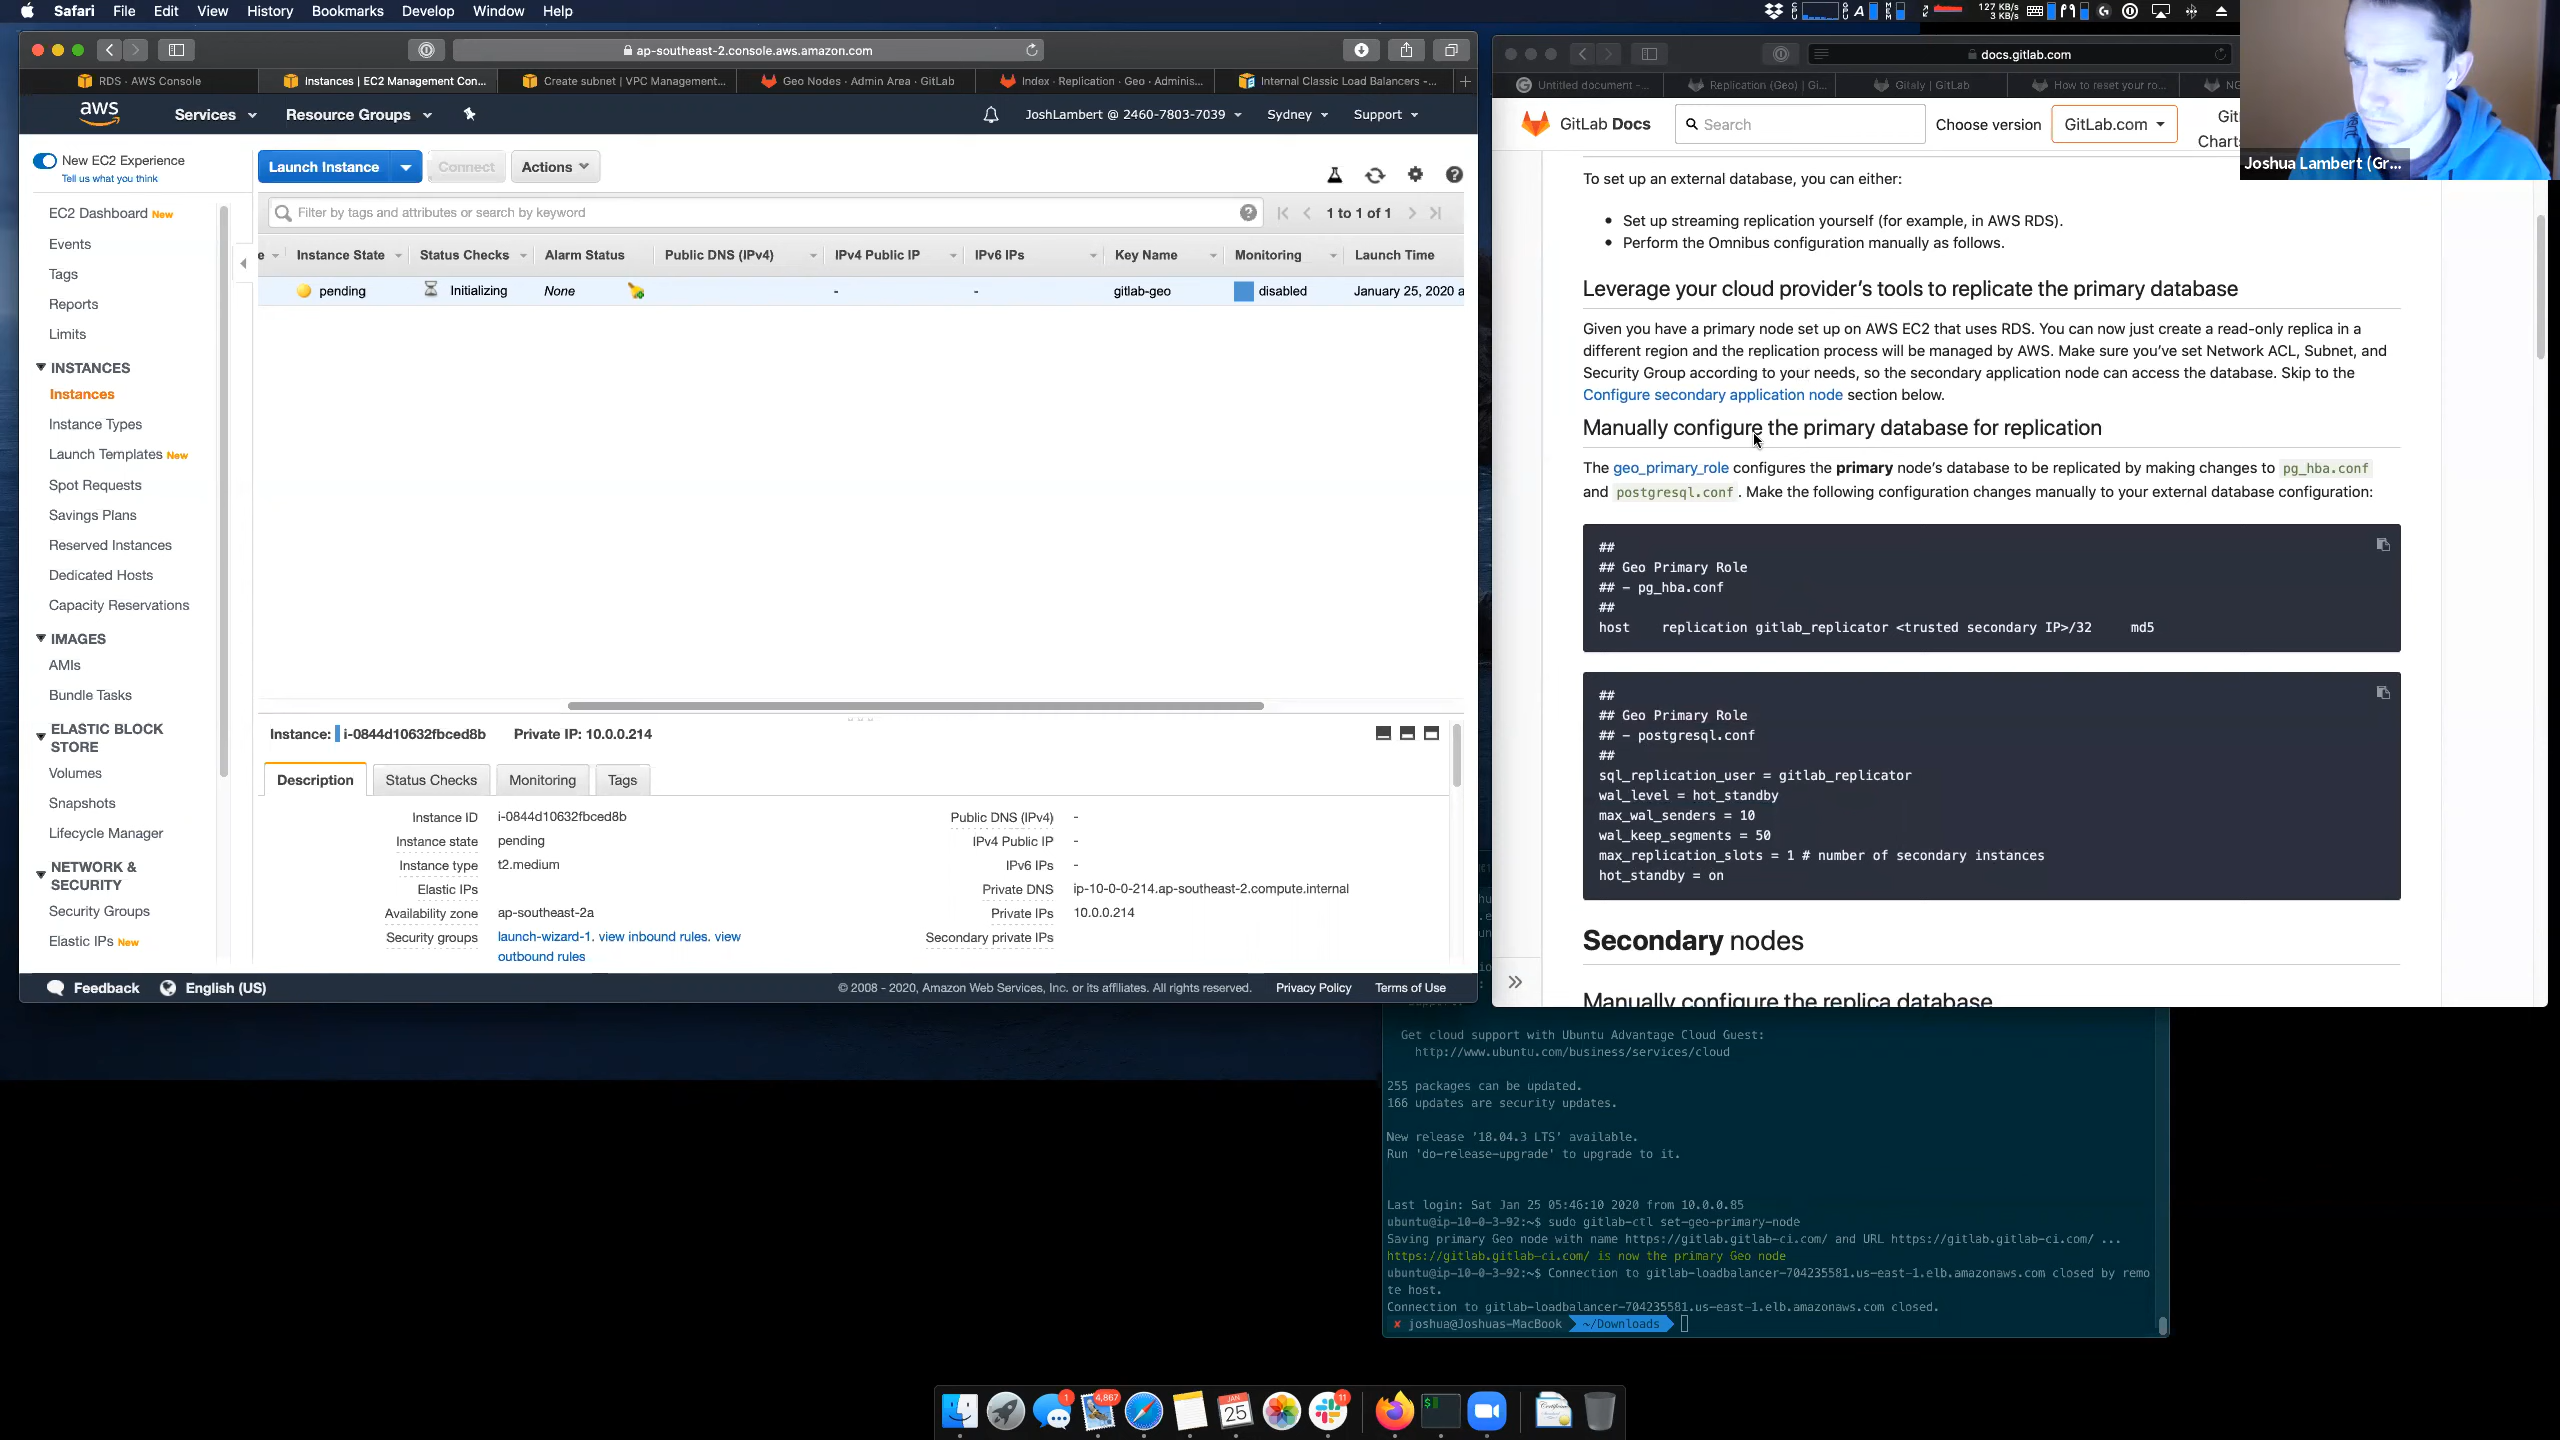 Safari File Edit View History Bookmarks Develop Window Help
127 KB/s
3 KB/s
ap-southeast-2.console.aws.amazon.com
RDS · AWS Console
Instances | EC2 Management Con...
Create subnet | VPC Management...
Geo Nodes · Admin Area · GitLab
Index · Replication · Geo · Adminis...
Internal Classic Load Balancers -...
aws Services Resource Groups JoshLambert @ 2460-7803-7039 Sydney Support
New EC2 Experience
Tell us what you think
EC2 Dashboard New
Events
Tags
Reports
Limits
INSTANCES
Instances
Instance Types
Launch Templates New
Spot Requests
Savings Plans
Reserved Instances
Dedicated Hosts
Capacity Reservations
IMAGES
AMIs
Bundle Tasks
ELASTIC BLOCK
STORE
Volumes
Snapshots
Lifecycle Manager
NETWORK &
SECURITY
Security Groups
Elastic IPs New
Launch Instance Connect Actions
Filter by tags and attributes or search by keyword
1 to 1 of 1
e Instance State Status Checks Alarm Status Public DNS (IPv4) IPv4 Public IP IPv6 IPs Key Name Monitoring Launch Time
pending Initializing None - - gitlab-geo disabled January 25, 2020 a
Instance: i-0844d10632fbced8b Private IP: 10.0.0.214
Description Status Checks Monitoring Tags
Instance ID i-0844d10632fbced8b Public DNS (IPv4) -
Instance state pending IPv4 Public IP -
Instance type t2.medium IPv6 IPs -
Elastic IPs Private DNS ip-10-0-0-214.ap-southeast-2.compute.internal
Availability zone ap-southeast-2a Private IPs 10.0.0.214
Security groups launch-wizard-1. view inbound rules. view Secondary private IPs
outbound rules
Feedback English (US) © 2008 - 2020, Amazon Web Services, Inc. or its affiliates. All rights reserved. Privacy Policy Terms of Use
docs.gitlab.com
Untitled document -...
Replication (Geo) | Gi...
Gitaly | GitLab
How to reset your ro...
NG
GitLab Docs Search Choose version GitLab.com Git
Charts
Joshua Lambert (Gr...
To set up an external database, you can either:
• Set up streaming replication yourself (for example, in AWS RDS).
• Perform the Omnibus configuration manually as follows.
Leverage your cloud provider's tools to replicate the primary database
Given you have a primary node set up on AWS EC2 that uses RDS. You can now just create a read-only replica in a
different region and the replication process will be managed by AWS. Make sure you've set Network ACL, Subnet, and
Security Group according to your needs, so the secondary application node can access the database. Skip to the
Configure secondary application node section below.
Manually configure the primary database for replication
The geo_primary_role configures the primary node's database to be replicated by making changes to pg_hba.conf
and postgresql.conf . Make the following configuration changes manually to your external database configuration:
##
## Geo Primary Role
## - pg_hba.conf
##
host replication gitlab_replicator <trusted secondary IP>/32 md5
##
## Geo Primary Role
## - postgresql.conf
##
sql_replication_user = gitlab_replicator
wal_level = hot_standby
max_wal_senders = 10
wal_keep_segments = 50
max_replication_slots = 1 # number of secondary instances
hot_standby = on
Secondary nodes
Manually configure the replica database
Get cloud support with Ubuntu Advantage Cloud Guest:
http://www.ubuntu.com/business/services/cloud
255 packages can be updated.
166 updates are security updates.
New release '18.04.3 LTS' available.
Run 'do-release-upgrade' to upgrade to it.
Last login: Sat Jan 25 05:46:10 2020 from 10.0.0.85
ubuntu@ip-10-0-3-92:~$ sudo gitlab-ctl set-geo-primary-node
Saving primary Geo node with name https://gitlab.gitlab-ci.com/ and URL https://gitlab.gitlab-ci.com/ ...
https://gitlab.gitlab-ci.com/ is now the primary Geo node
ubuntu@ip-10-0-3-92:~$ Connection to gitlab-loadbalancer-704235581.us-east-1.elb.amazonaws.com closed by remo
te host.
Connection to gitlab-loadbalancer-704235581.us-east-1.elb.amazonaws.com closed.
✘ joshua@Joshuas-MacBook ~/Downloads
1
4,867
JAN
25
11